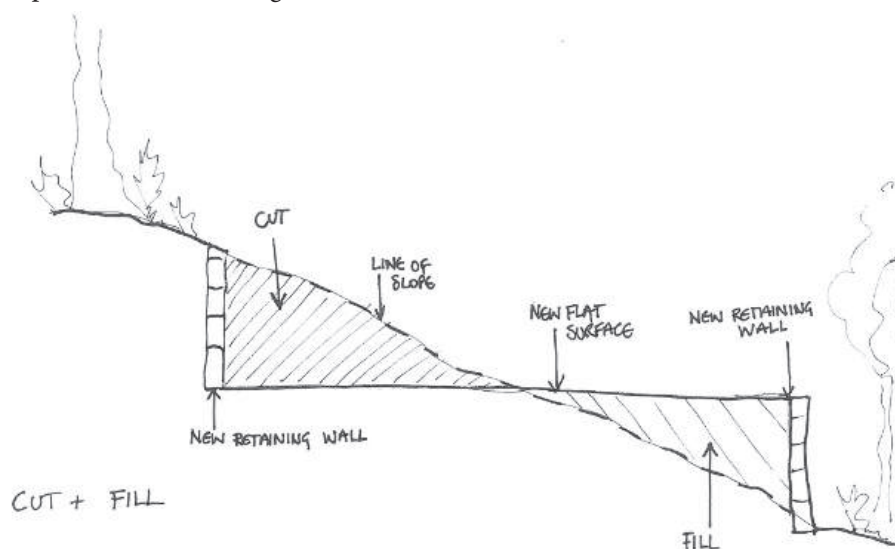 CUT
LINE OF
SLOPE
NEW FLAT
SURFACE
NEW RETAINING
WALL
NEW RETAINING WALL
CUT + FILL
FILL